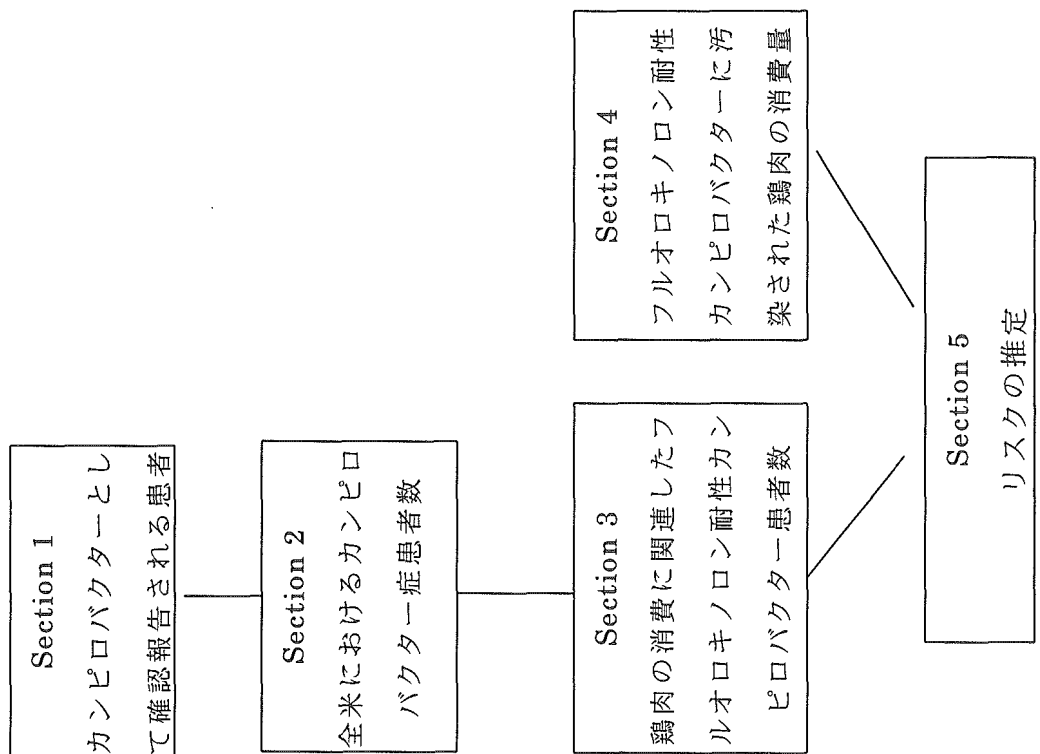 Section 1
カンピロバクターとし
て確認報告される患者
Section 2
全米におけるカンピロ
バクター症患者数
Section 3
鶏肉の消費に関連したフ
ルオロキノロン耐性カン
ピロバクター患者数
Section 4
フルオロキノロン耐性
カンピロバクターに汚
染された鶏肉の消費量
Section 5
リスクの推定